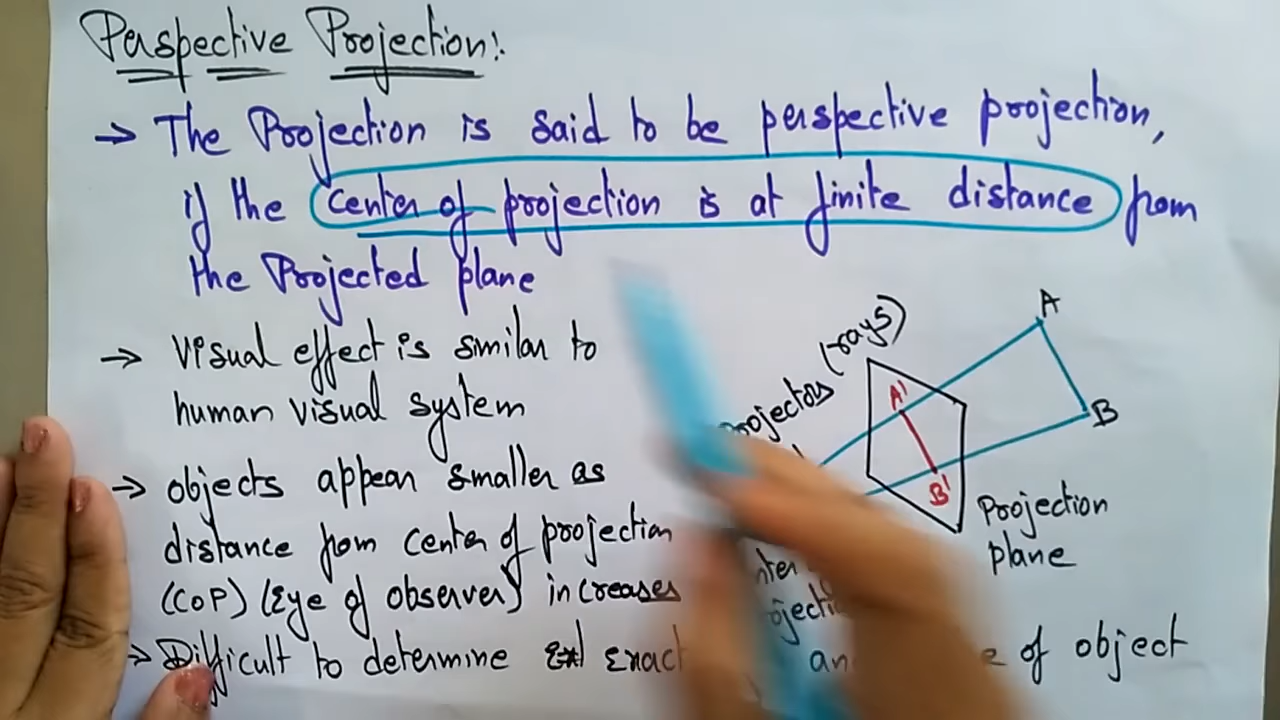 Perspective Projection:
→ The Projection is said to be perspective projection,
if the center of projection is at finite distance from
the Projected plane
→ Visual effect is similar to
human visual system
→ objects appear smaller as
distance from center of projection
(COP) (Eye of observer) increases
→ Difficult to determine exact of object
(rays)
A
B
A'
B'
Projection
plane